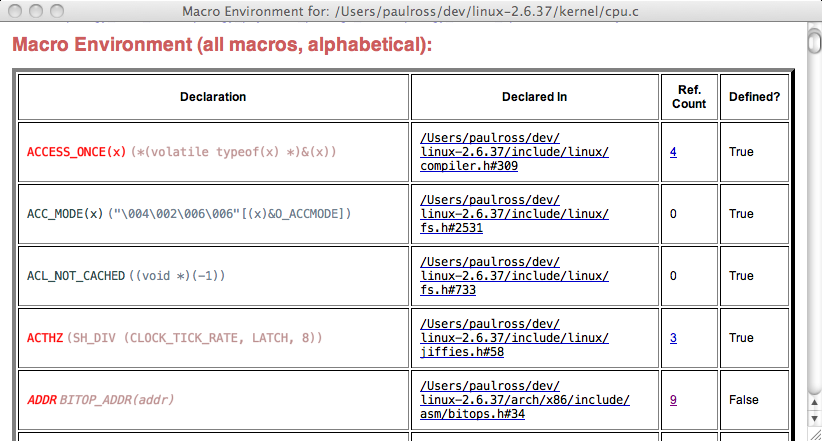 Macro Environment for: /Users/paulross/dev/linux-2.6.37/kernel/cpu.c
Macro Environment (all macros, alphabetical):
Declaration
Declared In
Ref.
Count
Defined?
ACCESS_ONCE(x) (*(volatile typeof(x) *)&(x))
/Users/paulross/dev/
linux-2.6.37/include/linux/
compiler.h#309
4
True
ACC_MODE(x) ("\004\002\006\006"[(x)&O_ACCMODE])
/Users/paulross/dev/
linux-2.6.37/include/linux/
fs.h#2531
0
True
ACL_NOT_CACHED ((void *)(-1))
/Users/paulross/dev/
linux-2.6.37/include/linux/
fs.h#733
0
True
ACTHZ (SH_DIV (CLOCK_TICK_RATE, LATCH, 8))
/Users/paulross/dev/
linux-2.6.37/include/linux/
jiffies.h#58
3
True
ADDR BITOP_ADDR(addr)
/Users/paulross/dev/
linux-2.6.37/arch/x86/include/
asm/bitops.h#34
9
False